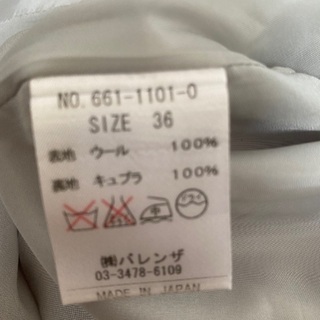 NO. 661-1101-0
SIZE 36
表地 ウール 100%
裏地 キュプラ 100%
㈱バレンザ
03-3478-6109
MADE IN JAPAN